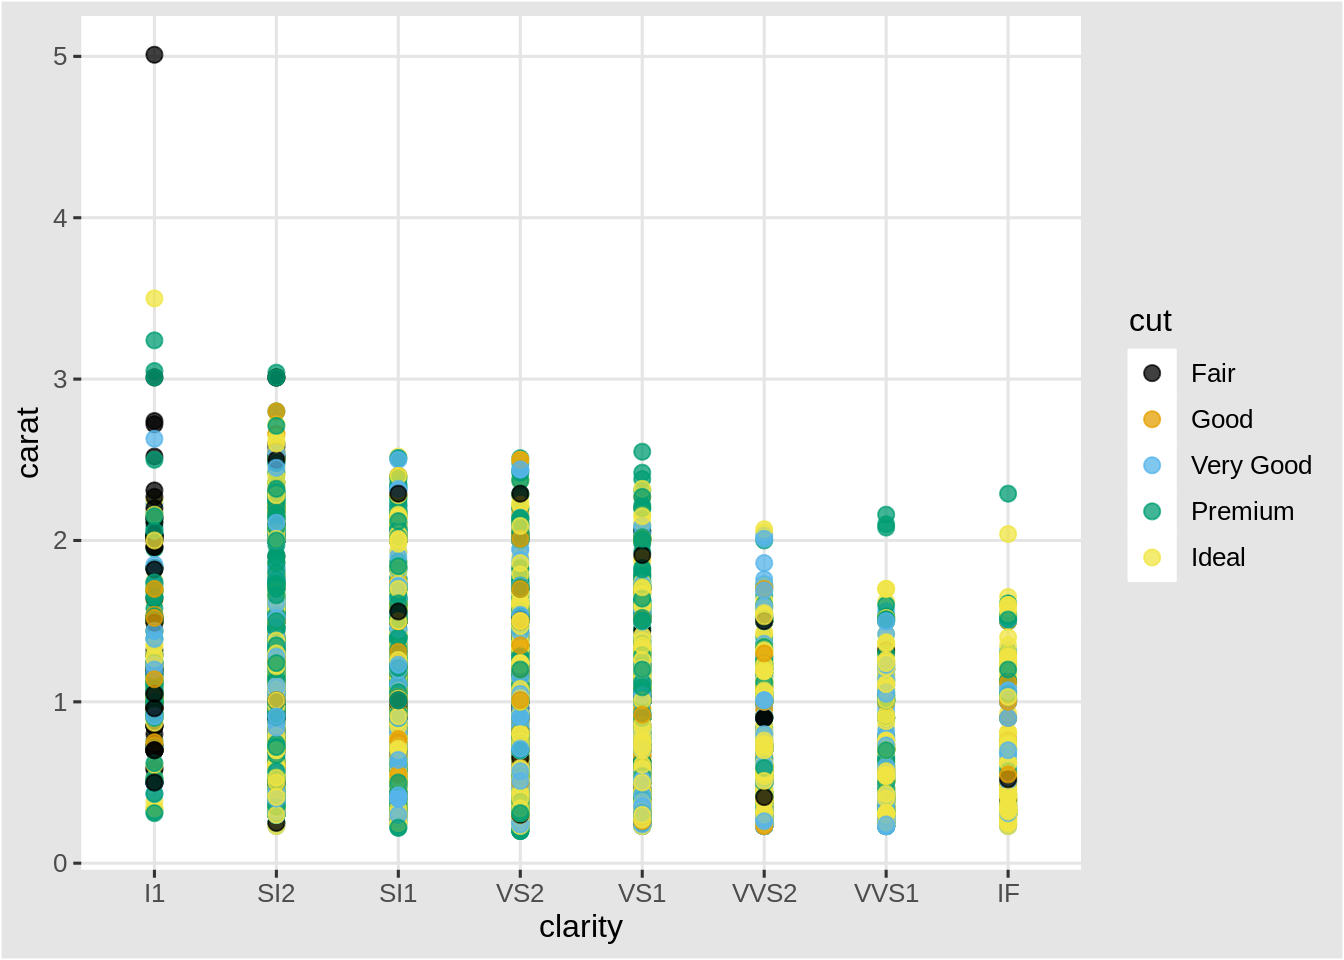 5
4
3
2
1
0
carat
I1 SI2 SI1 VS2 VS1 VVS2 VVS1 IF
clarity
cut
Fair
Good
Very Good
Premium
Ideal